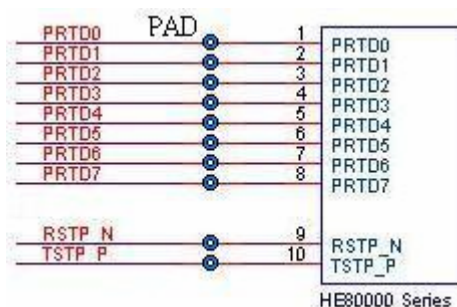 PAD
PRTD0 1 PRTD0
PRTD1 2 PRTD1
PRTD2 3 PRTD2
PRTD3 4 PRTD3
PRTD4 5 PRTD4
PRTD5 6 PRTD5
PRTD6 7 PRTD6
PRTD7 8 PRTD7
RSTP_N 9 RSTP_N
TSTP_P 10 TSTP_P
HE80000 Series